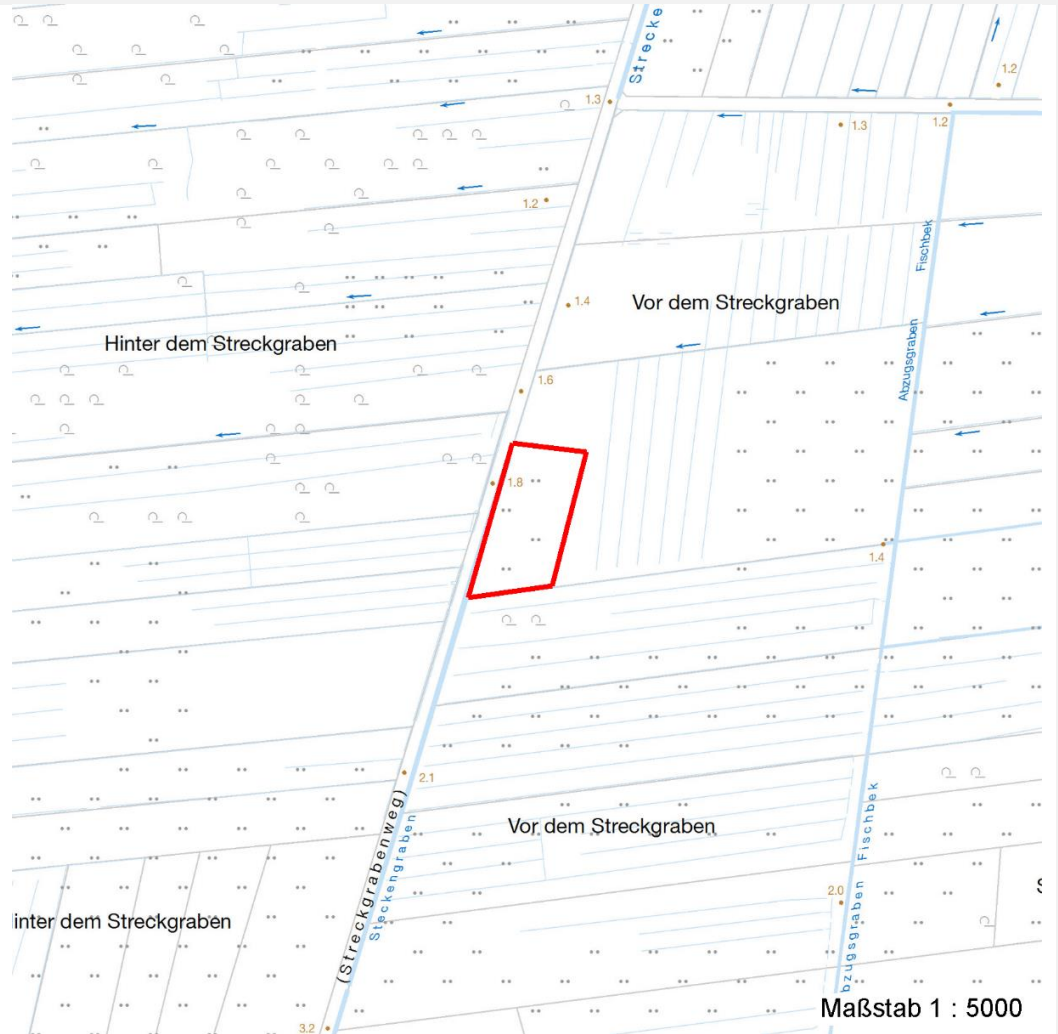 Strecke
1.2
1.3
1.3
1.2
1.2
Fischbek
1.4
Vor dem Streckgraben
Hinter dem Streckgraben
Abzugsgraben
1.6
1.8
1.4
2.1
(Streckgrabenweg)
Steckengraben
Vor dem Streckgraben
Fischbek
2.0
inter dem Streckgraben
bzugsgraben
Maßstab 1 : 5000
3.2